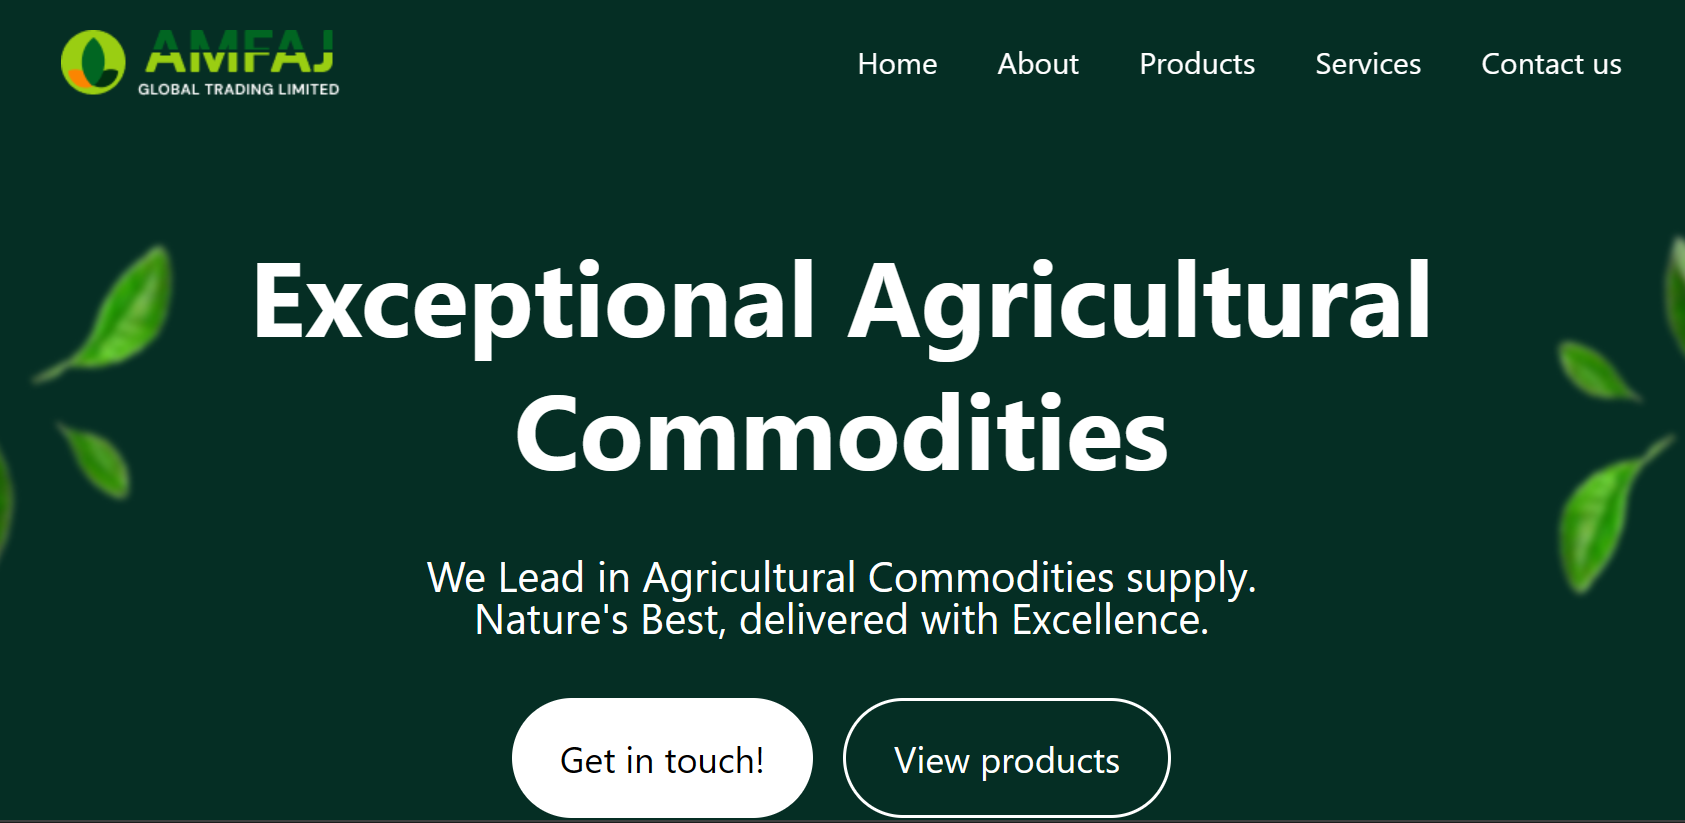 AMFAJ
GLOBAL TRADING LIMITED
Home About Products Services Contact us
Exceptional Agricultural
Commodities
We Lead in Agricultural Commodities supply.
Nature's Best, delivered with Excellence.
Get in touch! View products